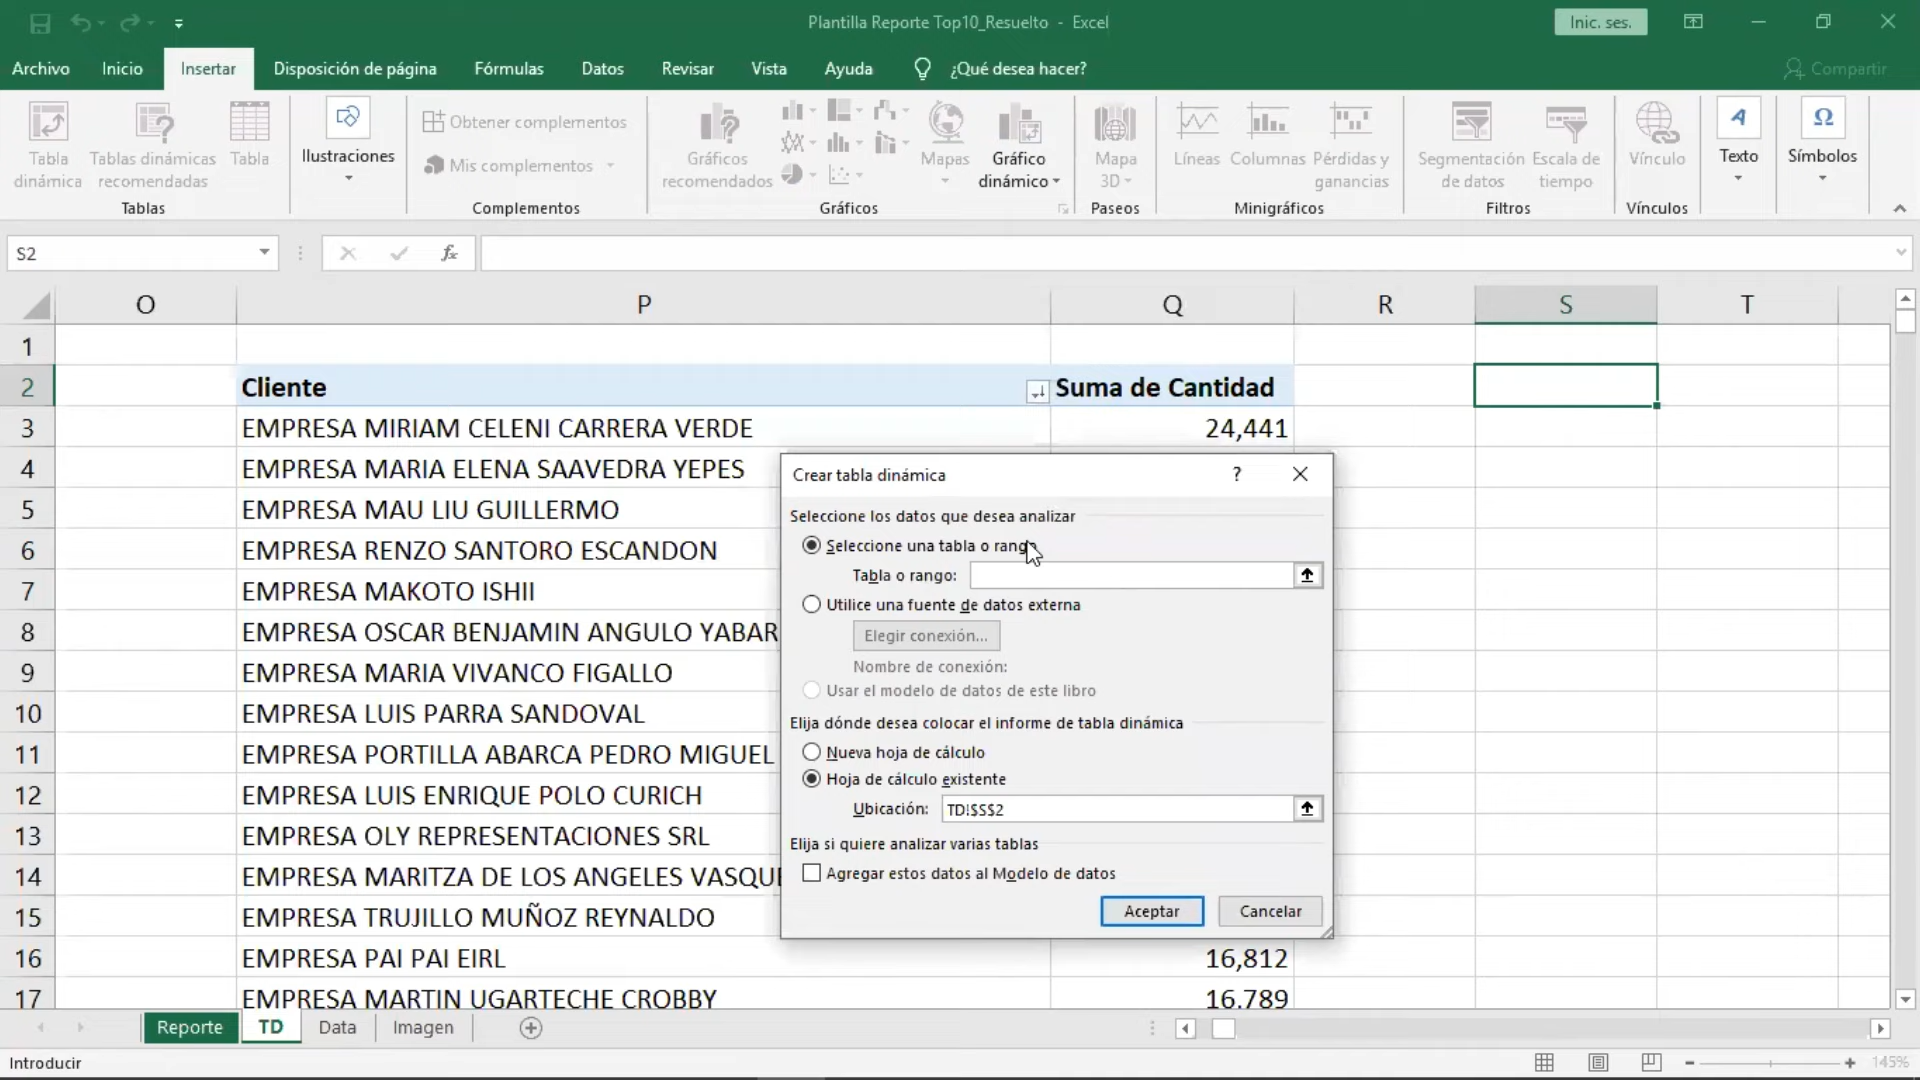 Plantilla Reporte Top10_Resuelto - Excel
Inic. ses.
Archivo Inicio Insertar Disposición de página Fórmulas Datos Revisar Vista Ayuda ¿Qué desea hacer? Compartir
Tabla dinámica
Tablas dinámicas recomendadas
Tabla
Tablas
Ilustraciones
Obtener complementos
Mis complementos
Complementos
Gráficos recomendados
Mapas
Gráfico dinámico
Gráficos
Mapa 3D
Paseos
Líneas
Columnas
Pérdidas y ganancias
Minigráficos
Segmentación de datos
Escala de tiempo
Filtros
Vínculo
Vínculos
A
Texto
Ω
Símbolos
S2
fx
O P Q R S T
1
2 Cliente Suma de Cantidad
3 EMPRESA MIRIAM CELENI CARRERA VERDE 24,441
4 EMPRESA MARIA ELENA SAAVEDRA YEPES
5 EMPRESA MAU LIU GUILLERMO
6 EMPRESA RENZO SANTORO ESCANDON
7 EMPRESA MAKOTO ISHII
8 EMPRESA OSCAR BENJAMIN ANGULO YABAR
9 EMPRESA MARIA VIVANCO FIGALLO
10 EMPRESA LUIS PARRA SANDOVAL
11 EMPRESA PORTILLA ABARCA PEDRO MIGUEL
12 EMPRESA LUIS ENRIQUE POLO CURICH
13 EMPRESA OLY REPRESENTACIONES SRL
14 EMPRESA MARITZA DE LOS ANGELES VASQUE
15 EMPRESA TRUJILLO MUÑOZ REYNALDO
16 EMPRESA PAI PAI EIRL 16,812
17 EMPRESA MARTIN UGARTECHE CROBBY 16,789
Crear tabla dinámica ?
Seleccione los datos que desea analizar
Seleccione una tabla o rango
Tabla o rango:
Utilice una fuente de datos externa
Elegir conexión...
Nombre de conexión:
Usar el modelo de datos de este libro
Elija dónde desea colocar el informe de tabla dinámica
Nueva hoja de cálculo
Hoja de cálculo existente
Ubicación: TD!$S$2
Elija si quiere analizar varias tablas
Agregar estos datos al Modelo de datos
Aceptar Cancelar
Reporte TD Data Imagen
Introducir
145%